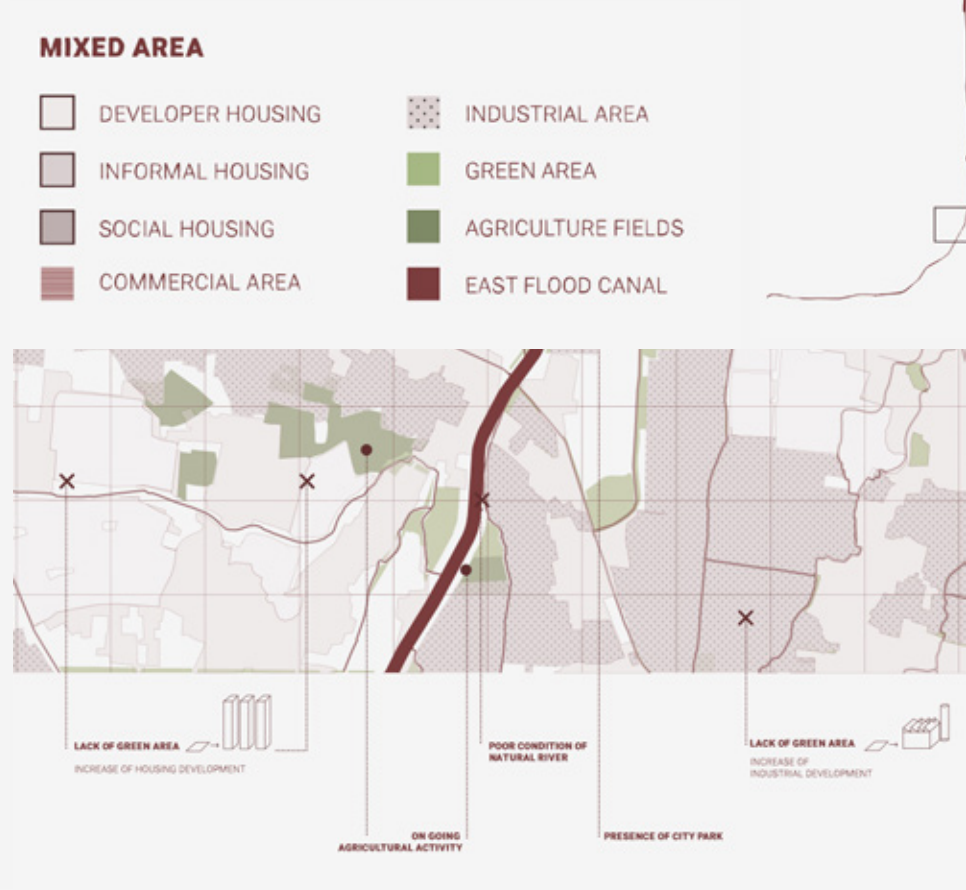 MIXED AREA
DEVELOPER HOUSING
INFORMAL HOUSING
SOCIAL HOUSING
COMMERCIAL AREA
INDUSTRIAL AREA
GREEN AREA
AGRICULTURE FIELDS
EAST FLOOD CANAL
LACK OF GREEN AREA
INCREASE OF HOUSING DEVELOPMENT
ON GOING
AGRICULTURAL ACTIVITY
POOR CONDITION OF
NATURAL RIVER
PRESENCE OF CITY PARK
LACK OF GREEN AREA
INCREASE OF
INDUSTRIAL DEVELOPMENT